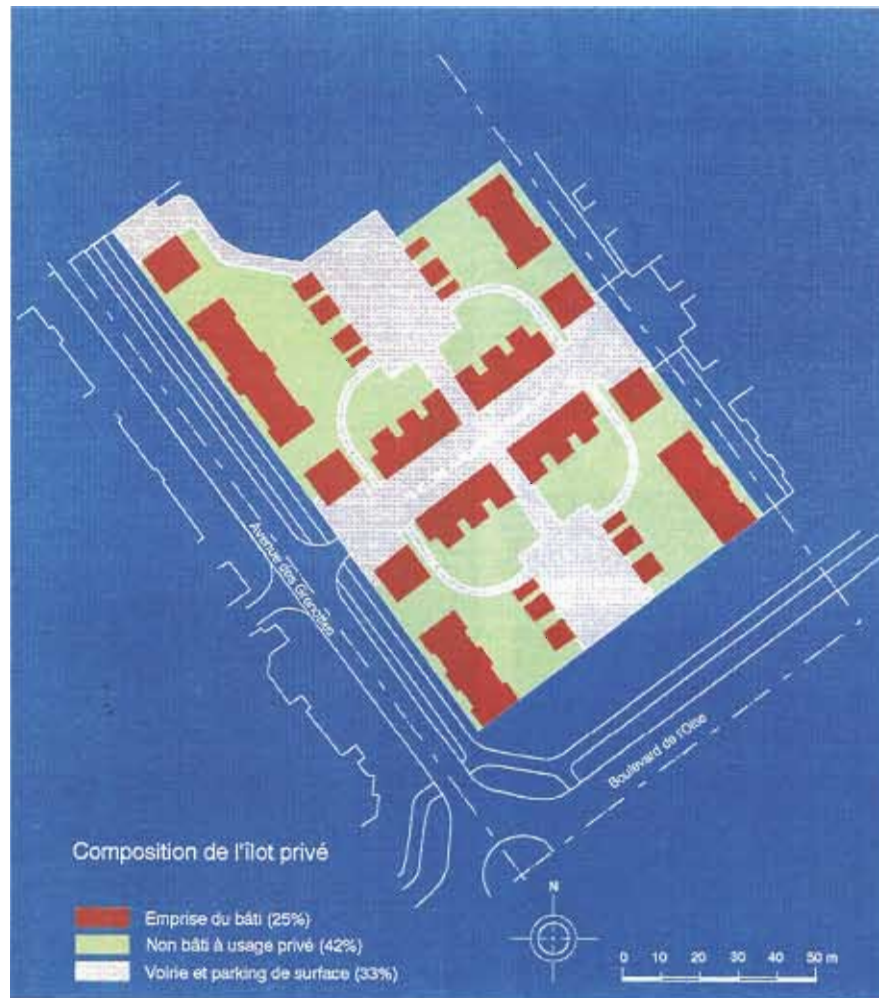 Avenue des Genottes
Boulevard de l'Oise
Composition de l'îlot privé
Emprise du bâti (25%)
Non bâti à usage privé (42%)
Voirie et parking de surface (33%)
N
0 10 20 30 40 50 m